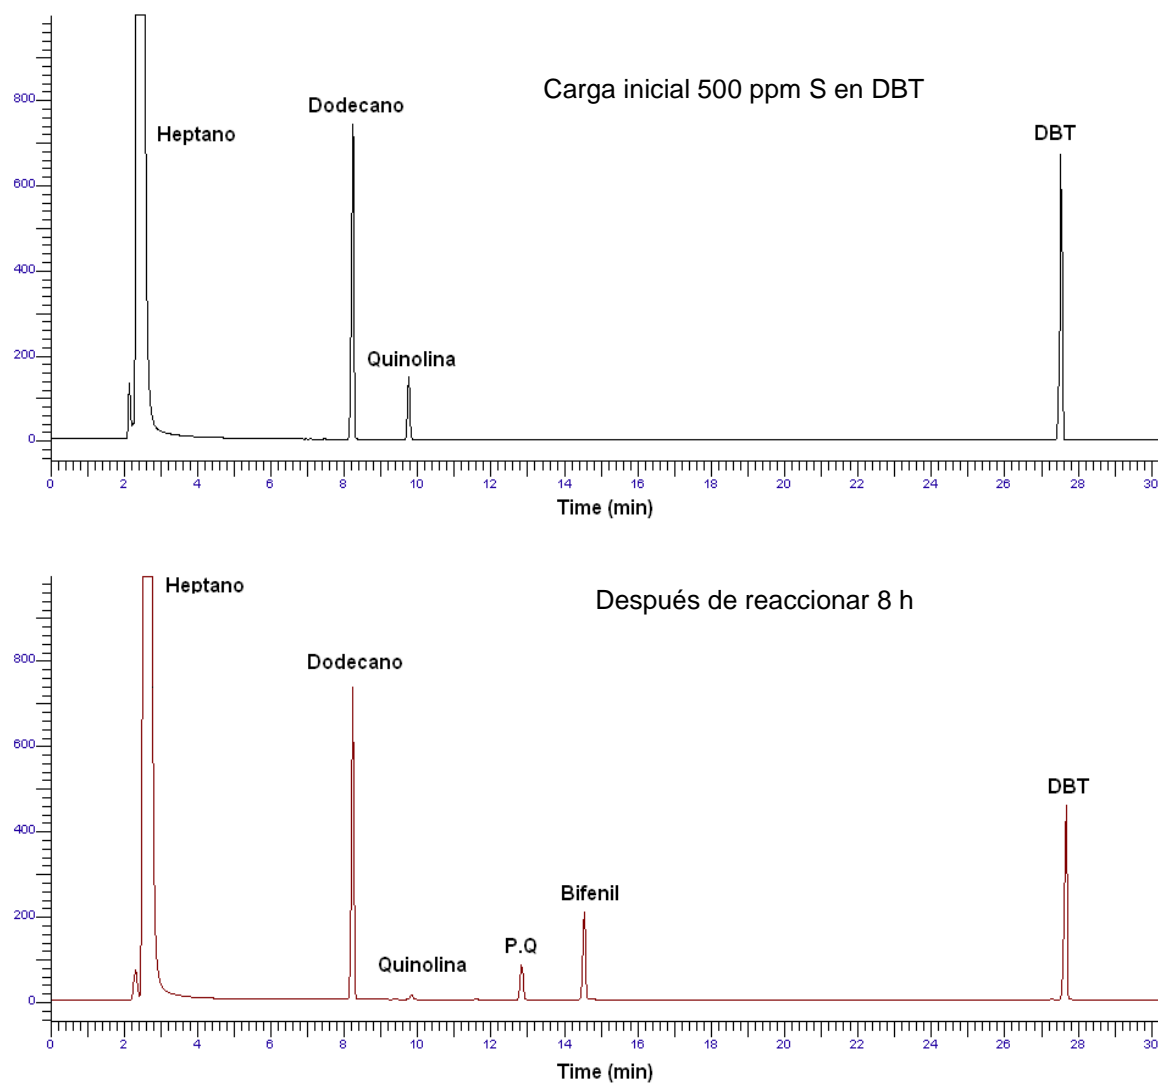 Carga inicial 500 ppm S en DBT
Dodecano
Heptano
DBT
Quinolina
800
600
400
200
0
0 2 4 6 8 10 12 14 16 18 20 22 24 26 28 30
Time (min)
Heptano
Después de reaccionar 8 h
Dodecano
DBT
Bifenil
P.Q
Quinolina
800
600
400
200
0
0 2 4 6 8 10 12 14 16 18 20 22 24 26 28 30
Time (min)